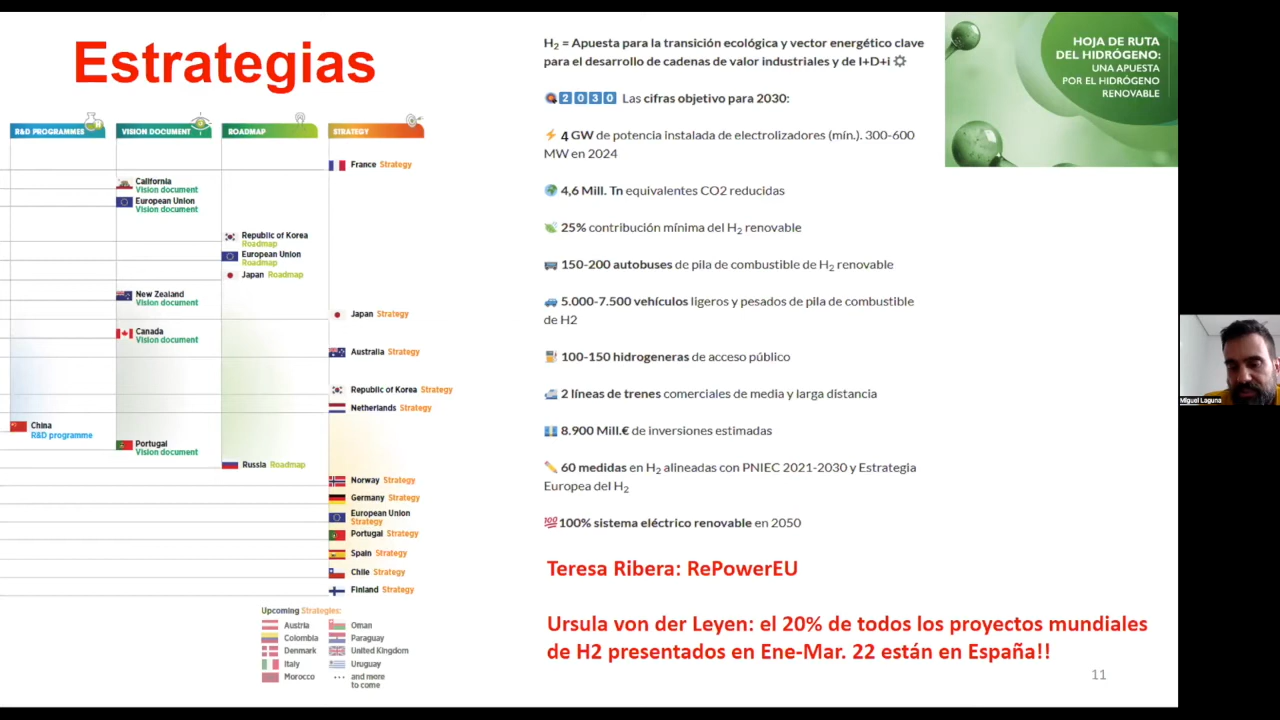 Estrategias
R&D PROGRAMMES
VISION DOCUMENT
ROADMAP
STRATEGY
France Strategy
California
Vision document
European Union
Vision document
Republic of Korea
Roadmap
European Union
Roadmap
Japan Roadmap
New Zealand
Vision document
Japan Strategy
Canada
Vision document
Australia Strategy
Republic of Korea Strategy
Netherlands Strategy
China
R&D programme
Portugal
Vision document
Russia Roadmap
Norway Strategy
Germany Strategy
European Union
Strategy
Portugal Strategy
Spain Strategy
Chile Strategy
Finland Strategy
Upcoming Strategies:
Austria
Colombia
Denmark
Italy
Morocco
Oman
Paraguay
United Kingdom
Uruguay
... and more
to come
H2 = Apuesta para la transición ecológica y vector energético clave
para el desarrollo de cadenas de valor industriales y de I+D+i
2030 Las cifras objetivo para 2030:
4 GW de potencia instalada de electrolizadores (mín.). 300-600
MW en 2024
4,6 Mill. Tn equivalentes CO2 reducidas
25% contribución mínima del H2 renovable
150-200 autobuses de pila de combustible de H2 renovable
5.000-7.500 vehículos ligeros y pesados de pila de combustible
de H2
100-150 hidrogeneras de acceso público
2 líneas de trenes comerciales de media y larga distancia
8.900 Mill.€ de inversiones estimadas
60 medidas en H2 alineadas con PNIEC 2021-2030 y Estrategia
Europea del H2
100 100% sistema eléctrico renovable en 2050
Teresa Ribera: RePowerEU
Ursula von der Leyen: el 20% de todos los proyectos mundiales
de H2 presentados en Ene-Mar. 22 están en España!!
11
HOJA DE RUTA
DEL HIDRÓGENO:
UNA APUESTA
POR EL HIDRÓGENO
RENOVABLE
Miguel Laguna